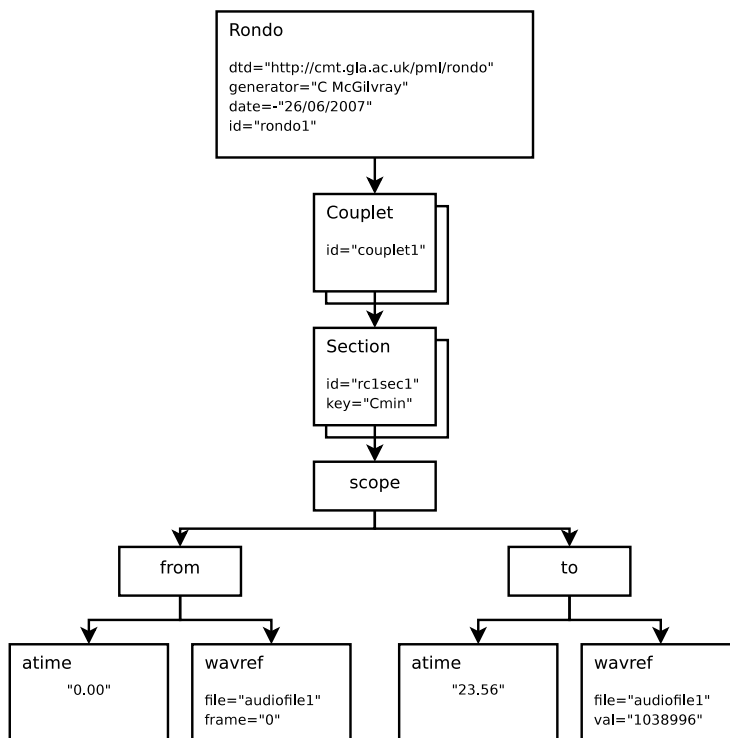 Rondo
dtd="http://cmt.gla.ac.uk/pml/rondo"
generator="C McGilvray"
date=-"26/06/2007"
id="rondo1"
Couplet
id="couplet1"
Section
id="rc1sec1"
key="Cmin"
scope
from
to
atime
"0.00"
wavref
file="audiofile1"
frame="0"
atime
"23.56"
wavref
file="audiofile1"
val="1038996"